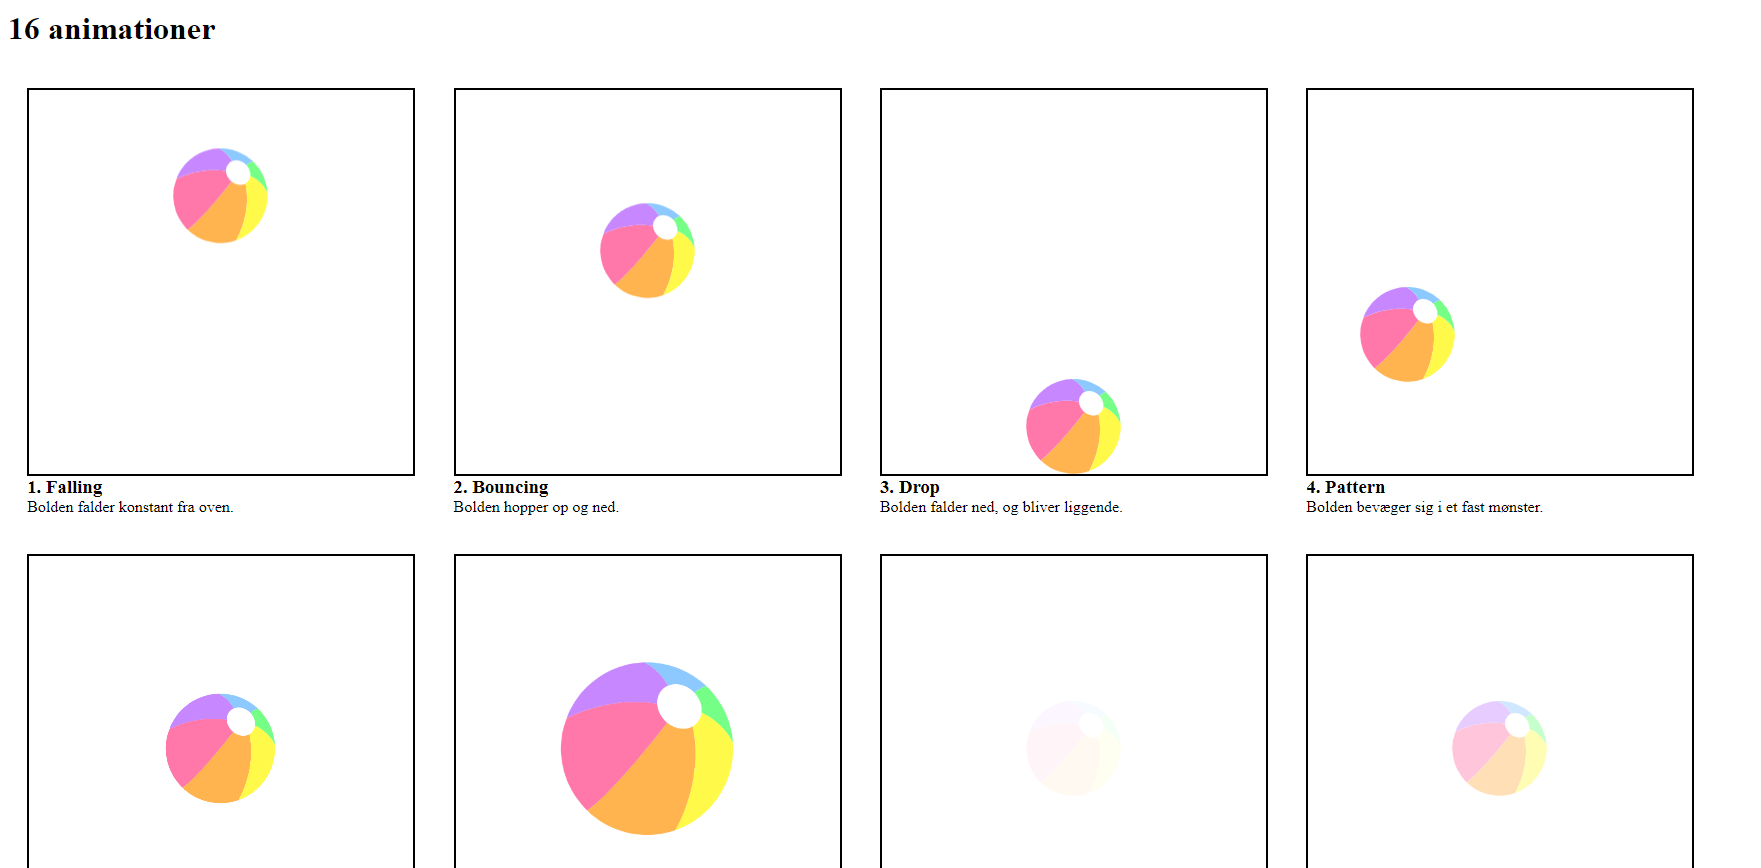 16 animationer
1. Falling
Bolden falder konstant fra oven.
2. Bouncing
Bolden hopper op og ned.
3. Drop
Bolden falder ned, og bliver liggende.
4. Pattern
Bolden bevæger sig i et fast mønster.